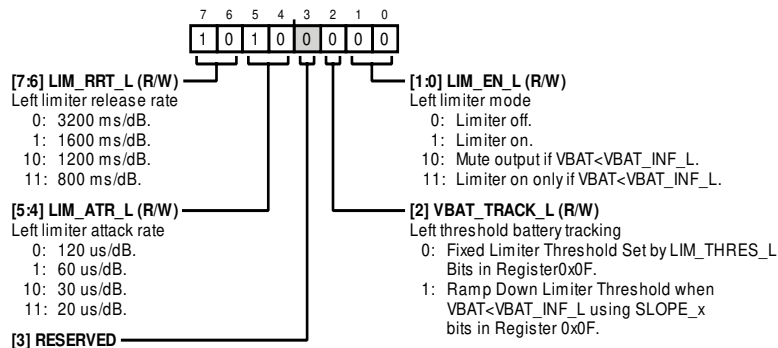 7 6 5 4 3 2 1 0
1 0 1 0 0 0 0 0
[7:6] LIM_RRT_L (R/W)
Left limiter release rate
0: 3200 ms/dB.
1: 1600 ms/dB.
10: 1200 ms/dB.
11: 800 ms/dB.
[5:4] LIM_ATR_L (R/W)
Left limiter attack rate
0: 120 us/dB.
1: 60 us/dB.
10: 30 us/dB.
11: 20 us/dB.
[3] RESERVED
[1:0] LIM_EN_L (R/W)
Left limiter mode
0: Limiter off.
1: Limiter on.
10: Mute output if VBAT<VBAT_INF_L.
11: Limiter on only if VBAT<VBAT_INF_L.
[2] VBAT_TRACK_L (R/W)
Left threshold battery tracking
0: Fixed Limiter Threshold Set by LIM_THRES_L
Bits in Register0x0F.
1: Ramp Down Limiter Threshold when
VBAT<VBAT_INF_L using SLOPE_x
bits in Register 0x0F.